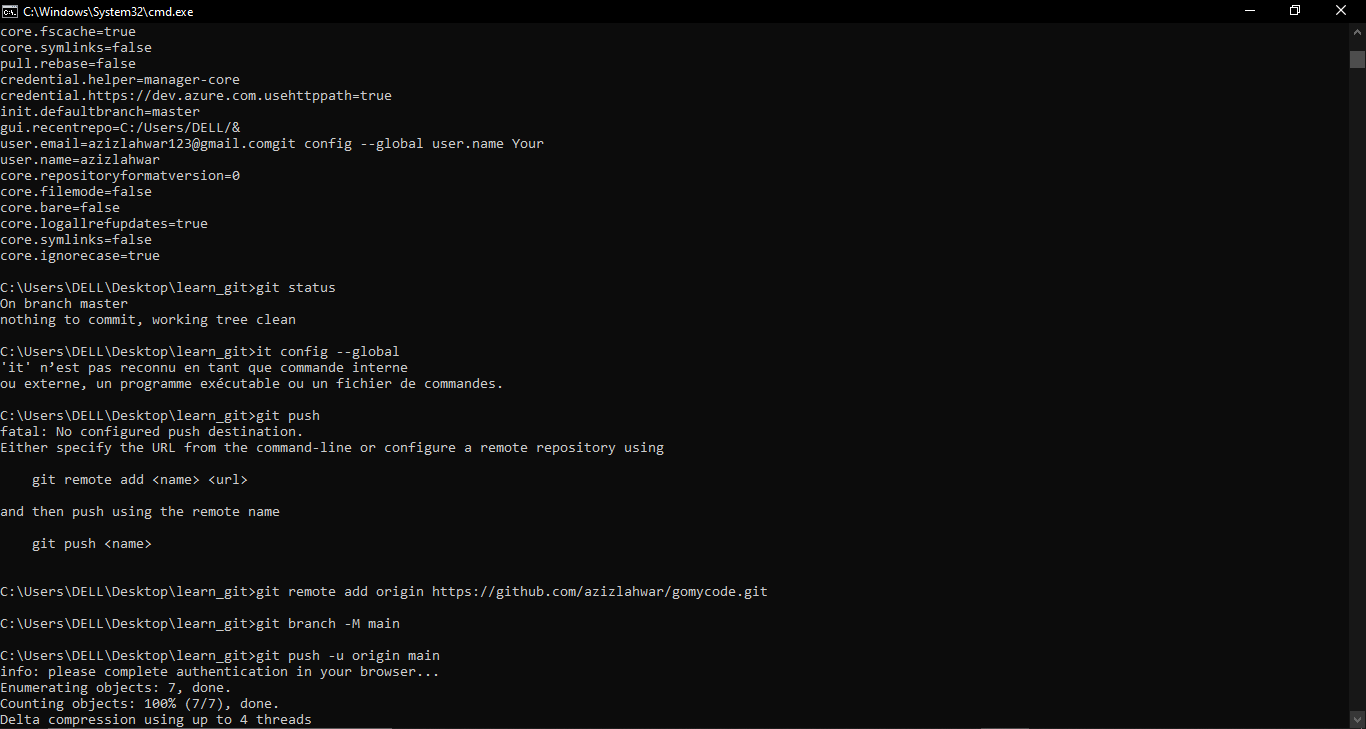 C:\Windows\System32\cmd.exe
core.fscache=true
core.symlinks=false
pull.rebase=false
credential.helper=manager-core
credential.https://dev.azure.com.usehttppath=true
init.defaultbranch=master
gui.recentrepo=C:/Users/DELL/&
user.email=azizlahwar123@gmail.comgit config --global user.name Your
user.name=azizlahwar
core.repositoryformatversion=0
core.filemode=false
core.bare=false
core.logallrefupdates=true
core.symlinks=false
core.ignorecase=true

C:\Users\DELL\Desktop\learn_git>git status
On branch master
nothing to commit, working tree clean

C:\Users\DELL\Desktop\learn_git>it config --global
'it' n’est pas reconnu en tant que commande interne
ou externe, un programme exécutable ou un fichier de commandes.

C:\Users\DELL\Desktop\learn_git>git push
fatal: No configured push destination.
Either specify the URL from the command-line or configure a remote repository using

    git remote add <name> <url>

and then push using the remote name

    git push <name>


C:\Users\DELL\Desktop\learn_git>git remote add origin https://github.com/azizlahwar/gomycode.git

C:\Users\DELL\Desktop\learn_git>git branch -M main

C:\Users\DELL\Desktop\learn_git>git push -u origin main
info: please complete authentication in your browser...
Enumerating objects: 7, done.
Counting objects: 100% (7/7), done.
Delta compression using up to 4 threads